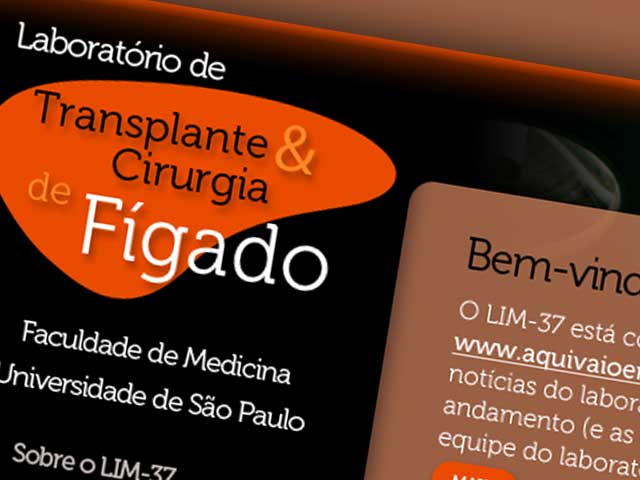 Laboratório de
Transplante &
Cirurgia
de Fígado
Faculdade de Medicina
Universidade de São Paulo
Sobre o LIM-37
Bem-vind
O LIM-37 está co
www.aquivaioen
notícias do labora
andamento (e as
equipe do laborat